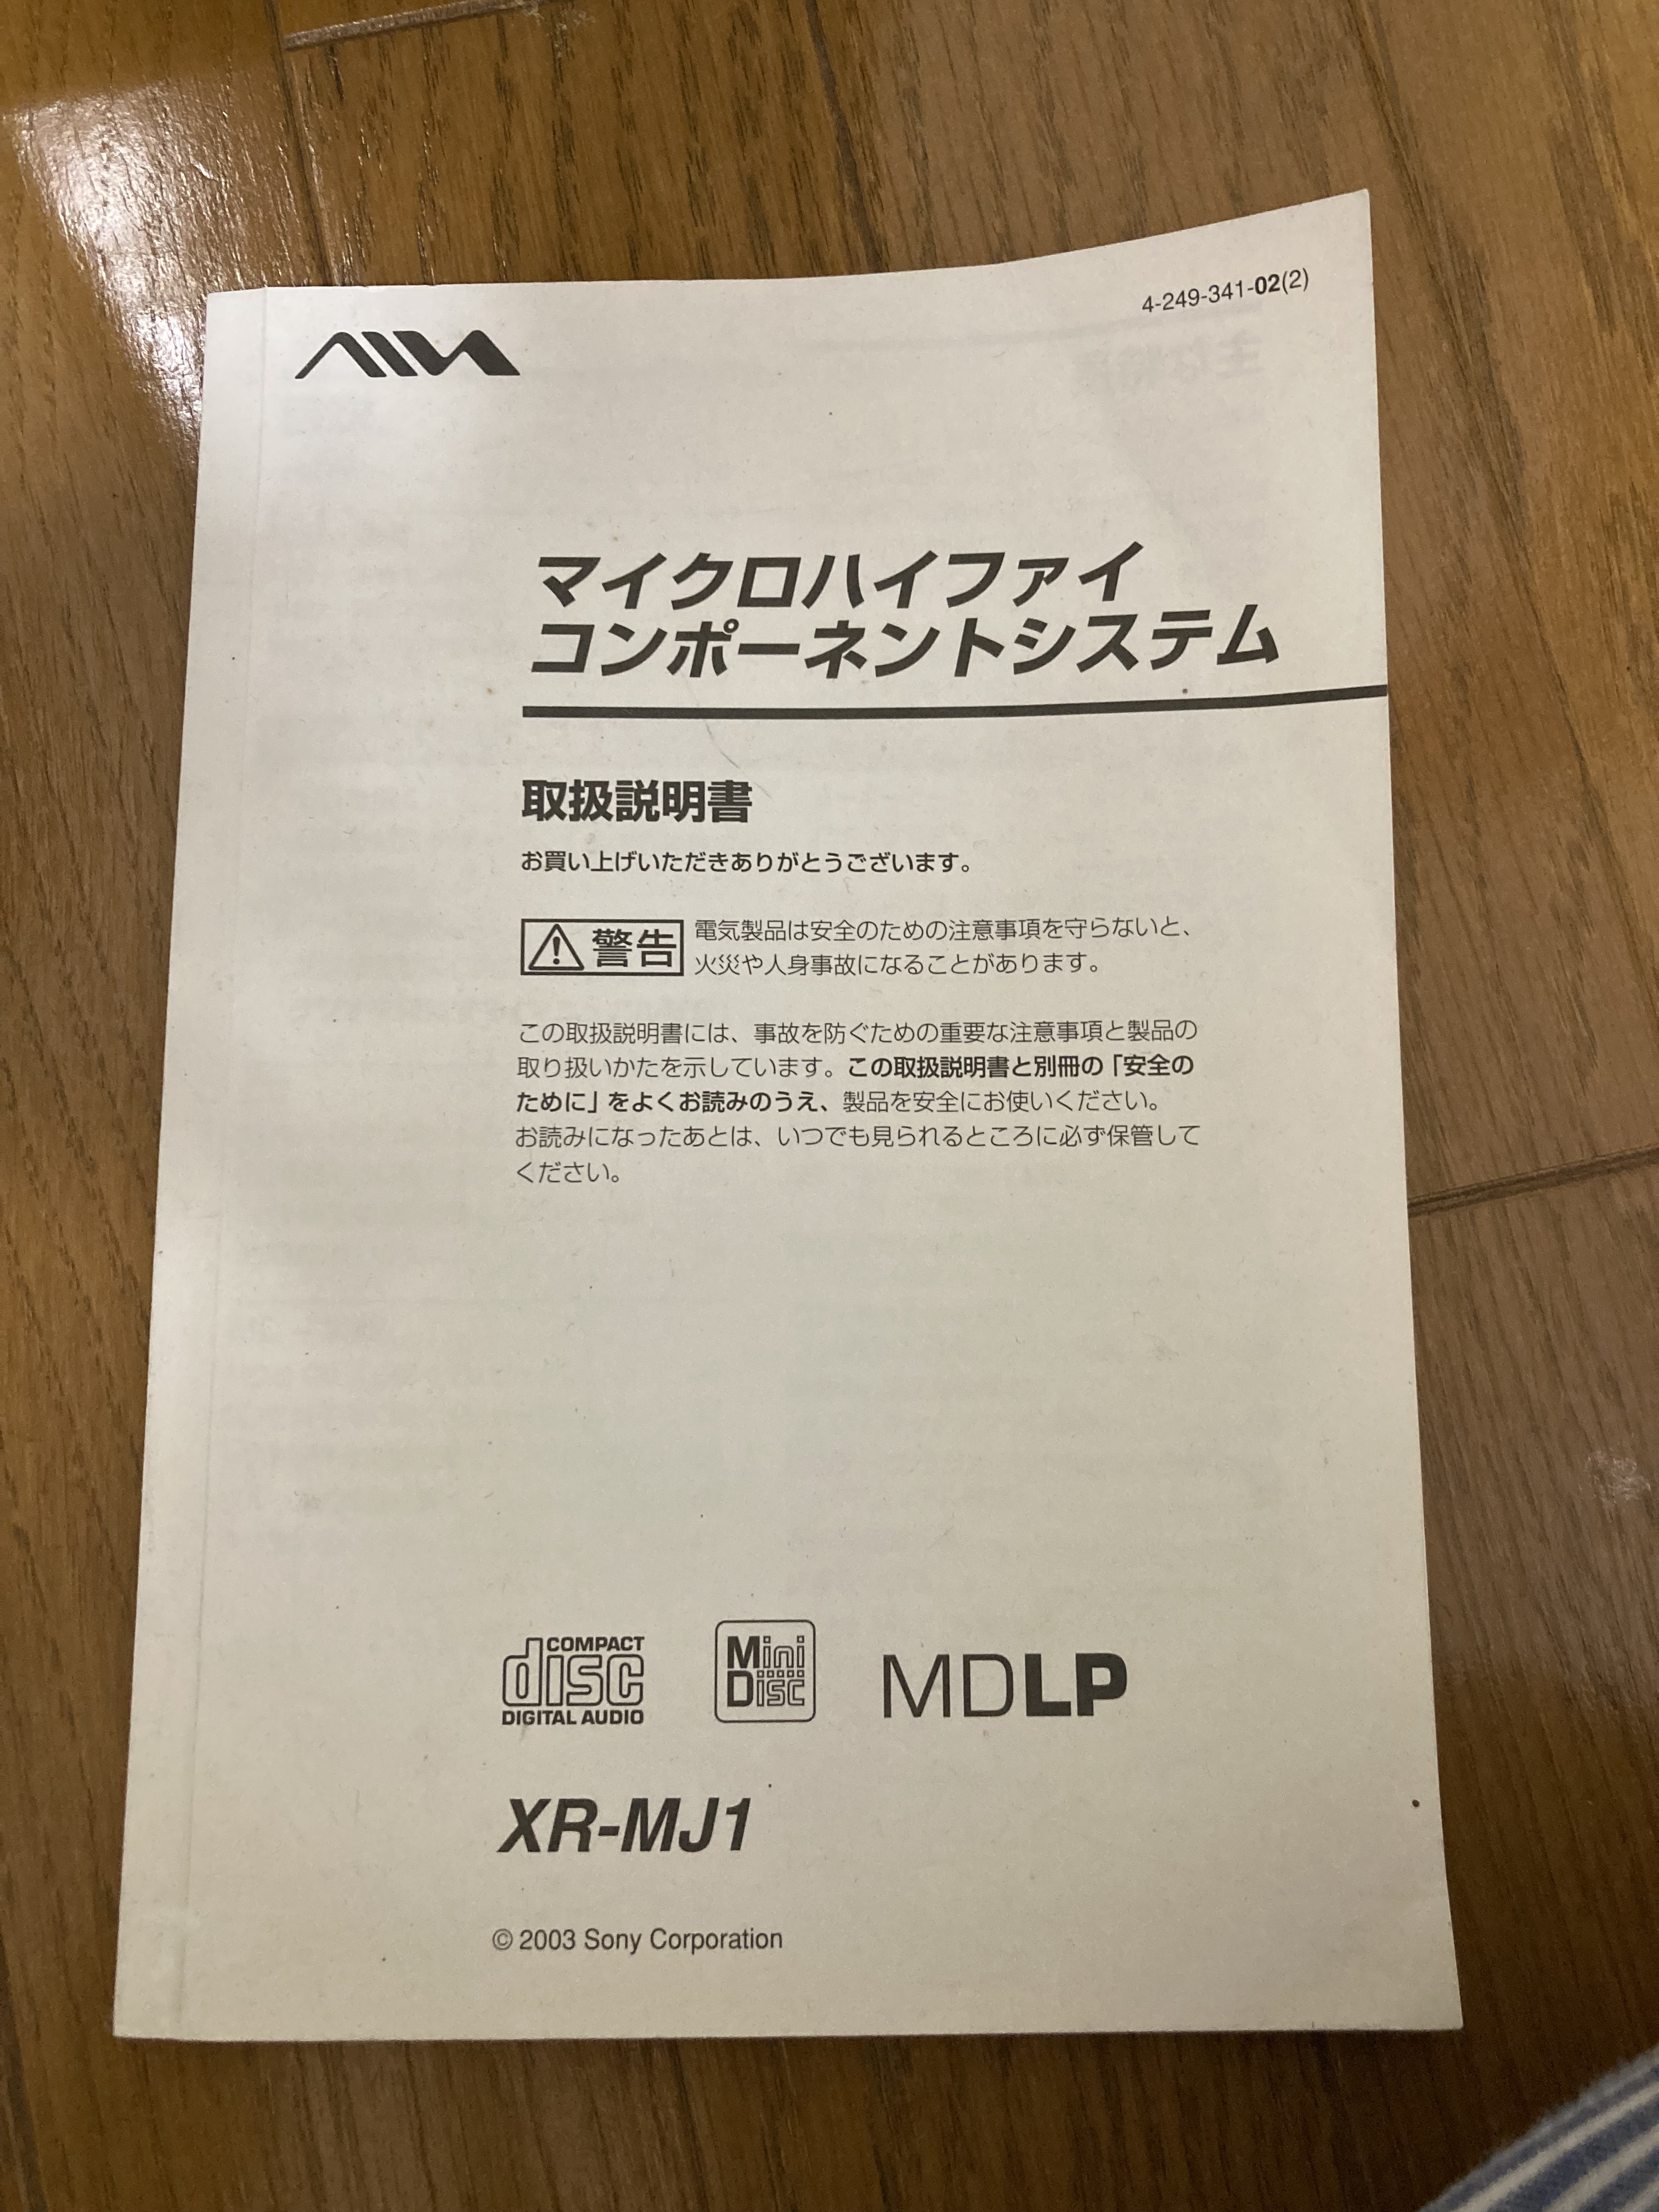 4-249-341-02(2)
マイクロハイファイ
コンポーネントシステム
取扱説明書
お買い上げいただきありがとうございます。
警告
電気製品は安全のための注意事項を守らないと、
火災や人身事故になることがあります。
この取扱説明書には、事故を防ぐための重要な注意事項と製品の
取り扱いかたを示しています。この取扱説明書と別冊の「安全の
ために」をよくお読みのうえ、製品を安全にお使いください。
お読みになったあとは、いつでも見られるところに必ず保管して
ください。
COMPACT
disc
DIGITAL AUDIO
Mini
Disc
MDLP
XR-MJ1
© 2003 Sony Corporation